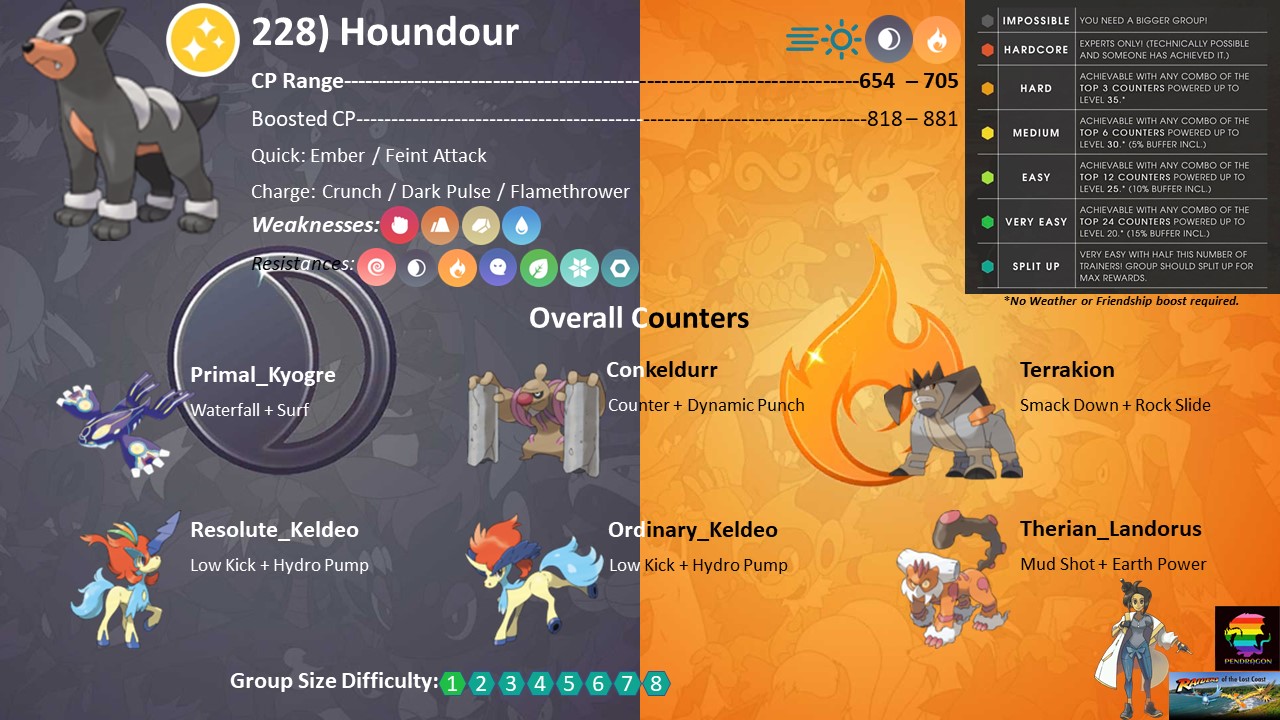 228) Houndour
CP Range 654 – 705
Boosted CP 818 – 881
Quick: Ember / Feint Attack
Charge: Crunch / Dark Pulse / Flamethrower
Weaknesses:
Resistances:
IMPOSSIBLE YOU NEED A BIGGER GROUP!
HARDCORE EXPERTS ONLY! (TECHNICALLY POSSIBLE
AND SOMEONE HAS ACHIEVED IT.)
HARD ACHIEVABLE WITH ANY COMBO OF THE
TOP 3 COUNTERS POWERED UP TO
LEVEL 35.*
MEDIUM ACHIEVABLE WITH ANY COMBO OF THE
TOP 6 COUNTERS POWERED UP TO
LEVEL 30.* (5% BUFFER INCL.)
EASY ACHIEVABLE WITH ANY COMBO OF THE
TOP 12 COUNTERS POWERED UP TO
LEVEL 25.* (10% BUFFER INCL.)
VERY EASY ACHIEVABLE WITH ANY COMBO OF THE
TOP 24 COUNTERS POWERED UP TO
LEVEL 20.* (15% BUFFER INCL.)
SPLIT UP VERY EASY WITH HALF THIS NUMBER OF
TRAINERS! GROUP SHOULD SPLIT UP FOR
MAX REWARDS.
*No Weather or Friendship boost required.
Overall Counters
Primal_Kyogre
Waterfall + Surf
Conkeldurr
Counter + Dynamic Punch
Terrakion
Smack Down + Rock Slide
Resolute_Keldeo
Low Kick + Hydro Pump
Ordinary_Keldeo
Low Kick + Hydro Pump
Therian_Landorus
Mud Shot + Earth Power
Group Size Difficulty: 1 2 3 4 5 6 7 8
PENDRAGON
RAIDERS of the Lost Coast